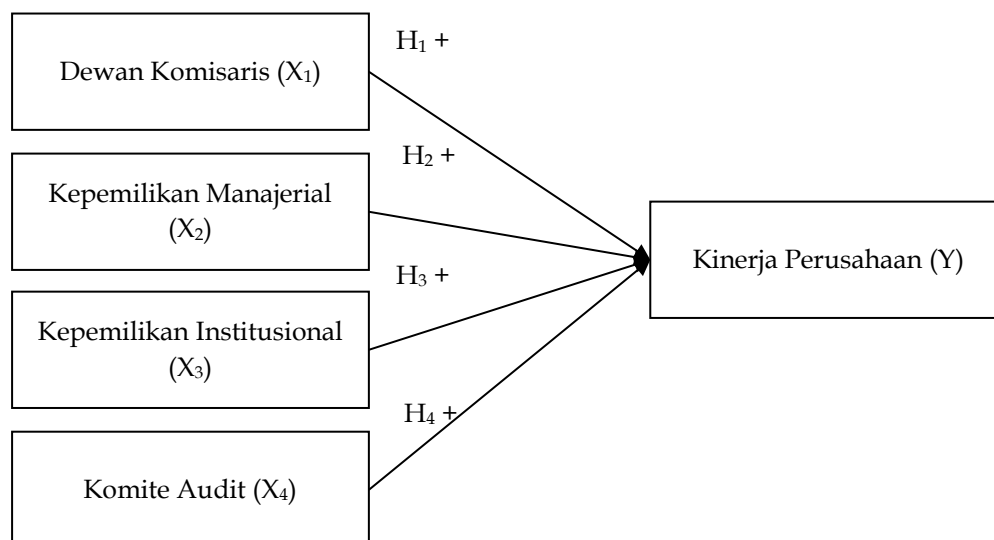 H₁ +
Dewan Komisaris (X₁)
H₂ +
Kepemilikan Manajerial
(X₂)
Kinerja Perusahaan (Y)
H₃ +
Kepemilikan Institusional
(X₃)
H₄ +
Komite Audit (X₄)